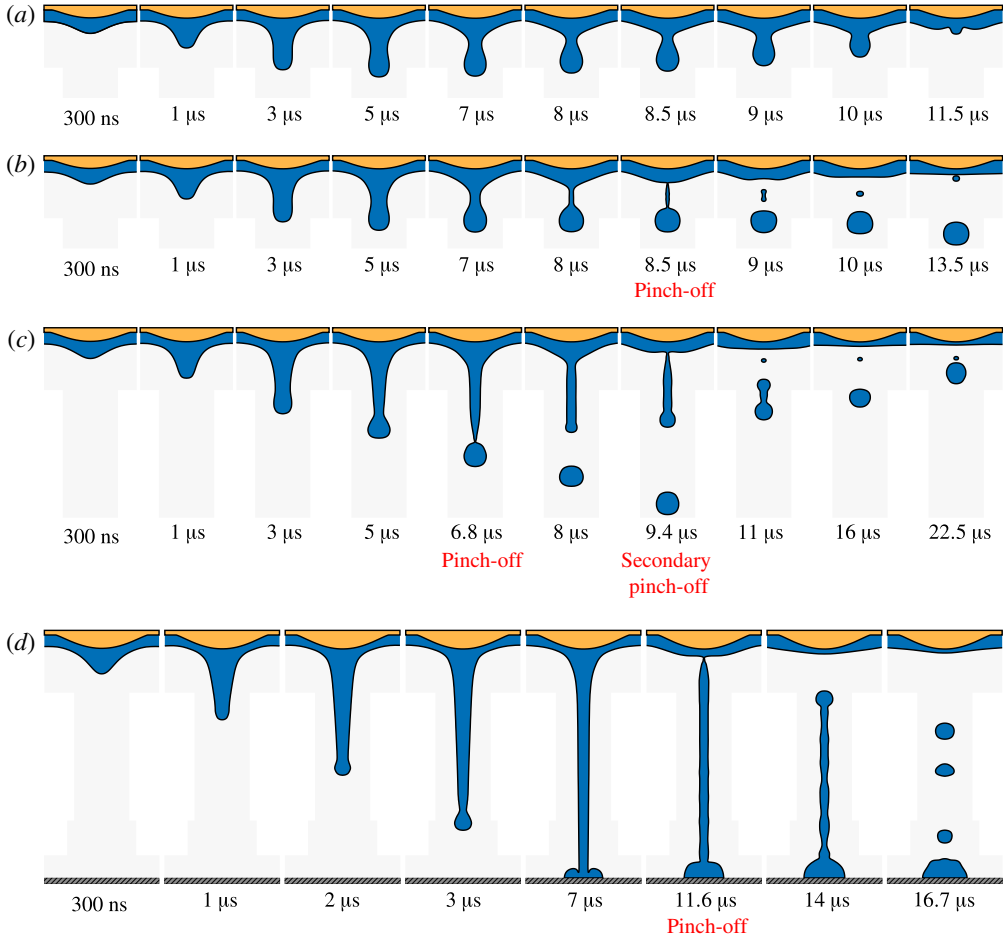 (a)
300 ns 1 μs 3 μs 5 μs 7 μs 8 μs 8.5 μs 9 μs 10 μs 11.5 μs
(b)
300 ns 1 μs 3 μs 5 μs 7 μs 8 μs 8.5 μs 9 μs 10 μs 13.5 μs
Pinch-off
(c)
300 ns 1 μs 3 μs 5 μs 6.8 μs 8 μs 9.4 μs 11 μs 16 μs 22.5 μs
Pinch-off Secondary
pinch-off
(d)
300 ns 1 μs 2 μs 3 μs 7 μs 11.6 μs 14 μs 16.7 μs
Pinch-off